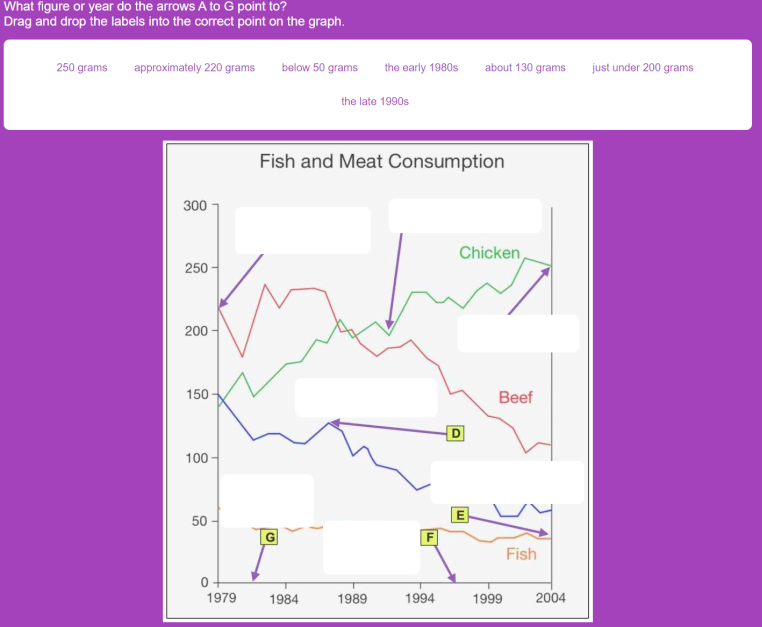 What figure or year do the arrows A to G point to?
Drag and drop the labels into the correct point on the graph.
250 grams approximately 220 grams below 50 grams the early 1980s about 130 grams just under 200 grams
the late 1990s
Fish and Meat Consumption
300
Chicken
250
200
150
Beef
D
100
E
50
G F
Fish
0
1979 1984 1989 1994 1999 2004